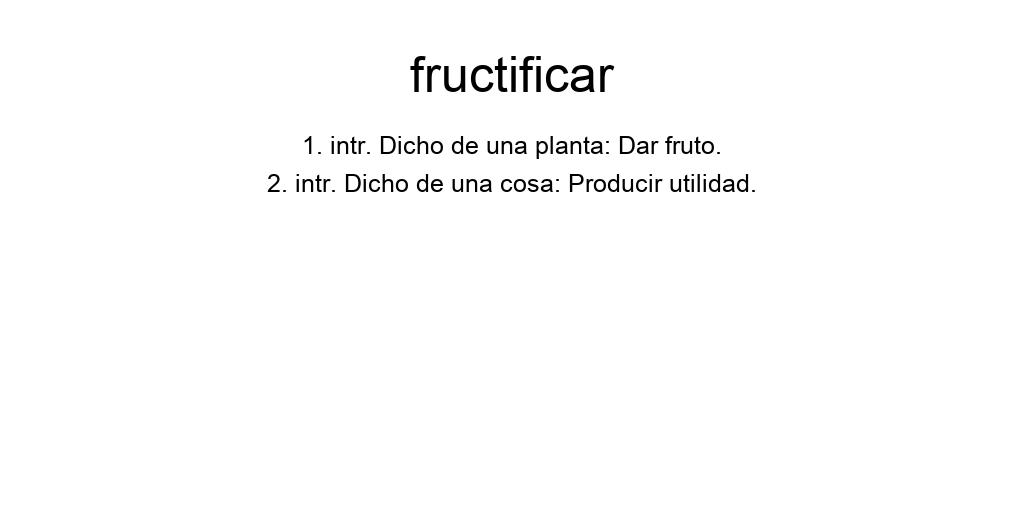 fructificar
1. intr. Dicho de una planta: Dar fruto.
2. intr. Dicho de una cosa: Producir utilidad.